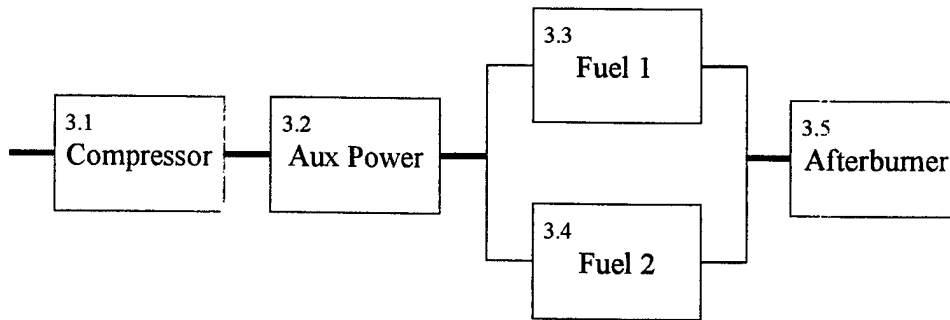 3.1
Compressor
3.2
Aux Power
3.3
Fuel 1
3.4
Fuel 2
3.5
Afterburner